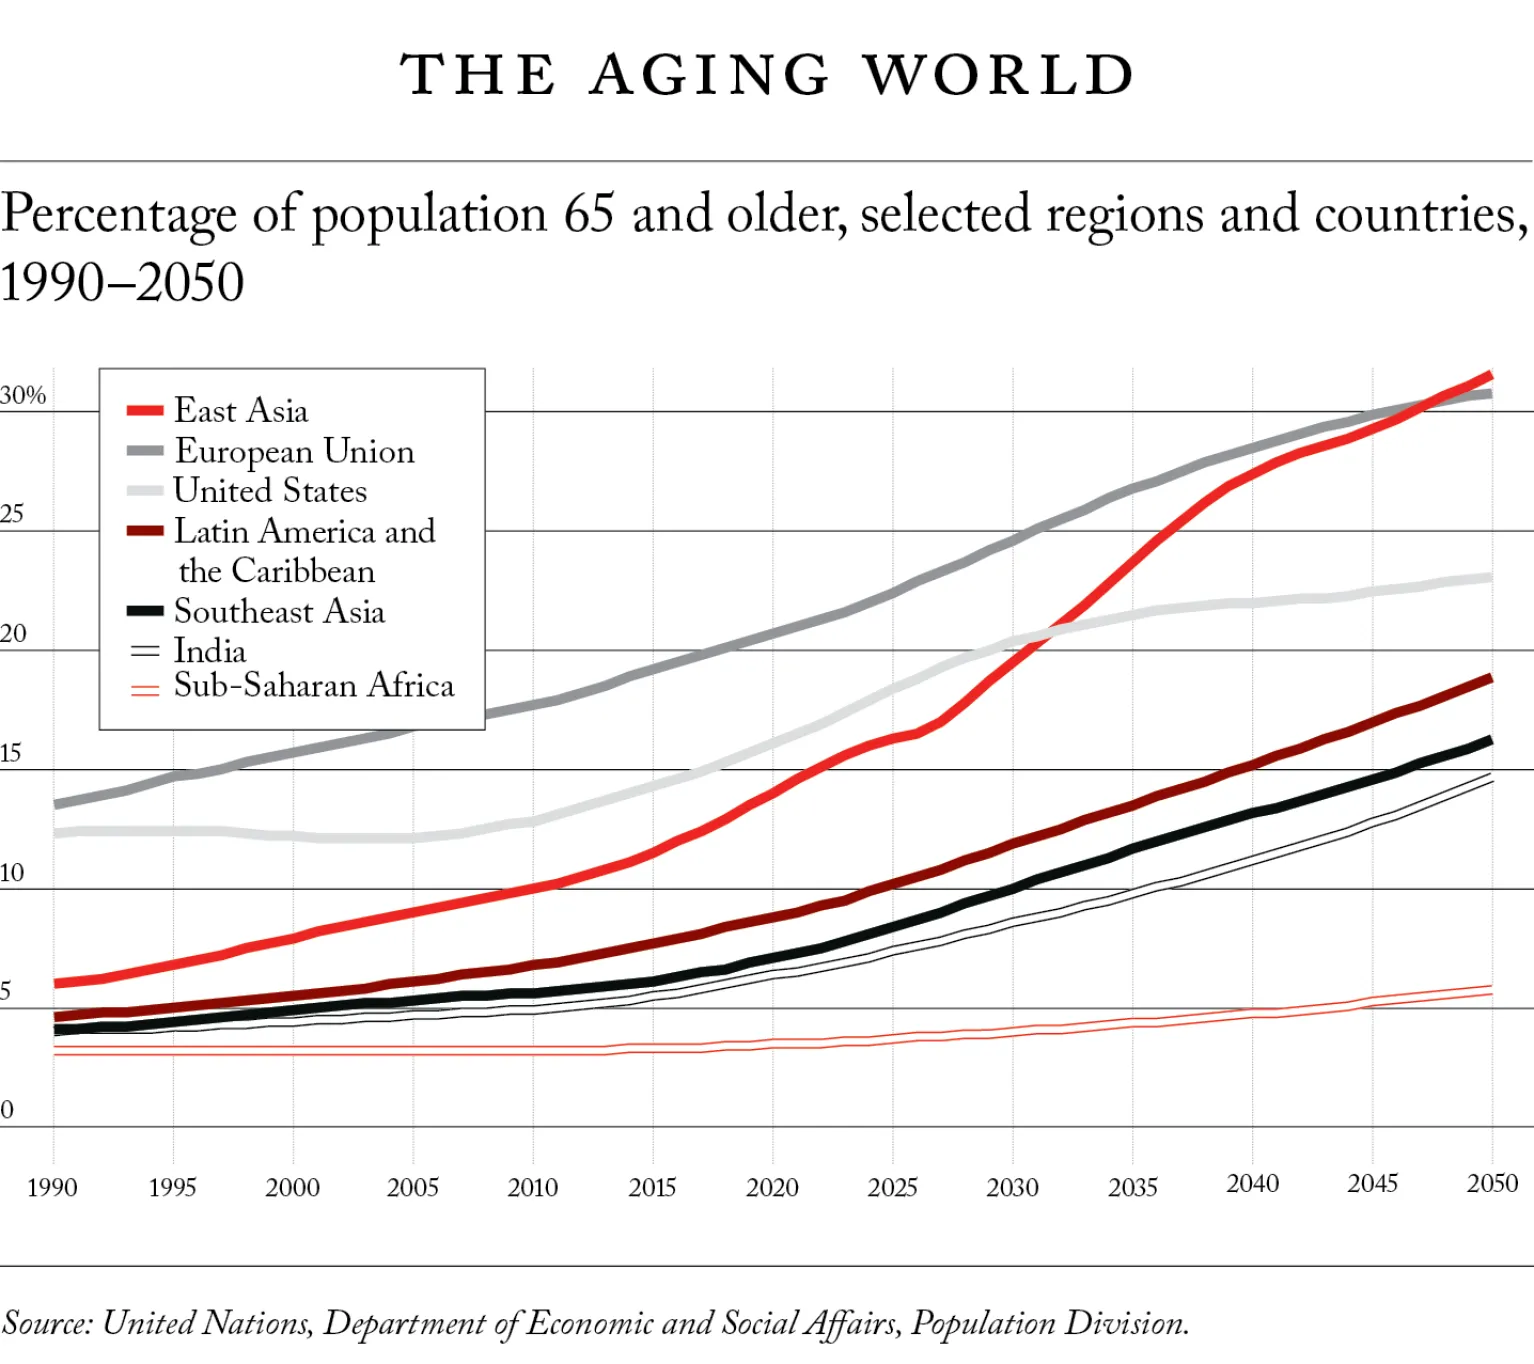 THE AGING WORLD
Percentage of population 65 and older, selected regions and countries,
1990–2050
30%
25
20
15
10
5
0
East Asia
European Union
United States
Latin America and
the Caribbean
Southeast Asia
India
Sub-Saharan Africa
1990 1995 2000 2005 2010 2015 2020 2025 2030 2035 2040 2045 2050
Source: United Nations, Department of Economic and Social Affairs, Population Division.